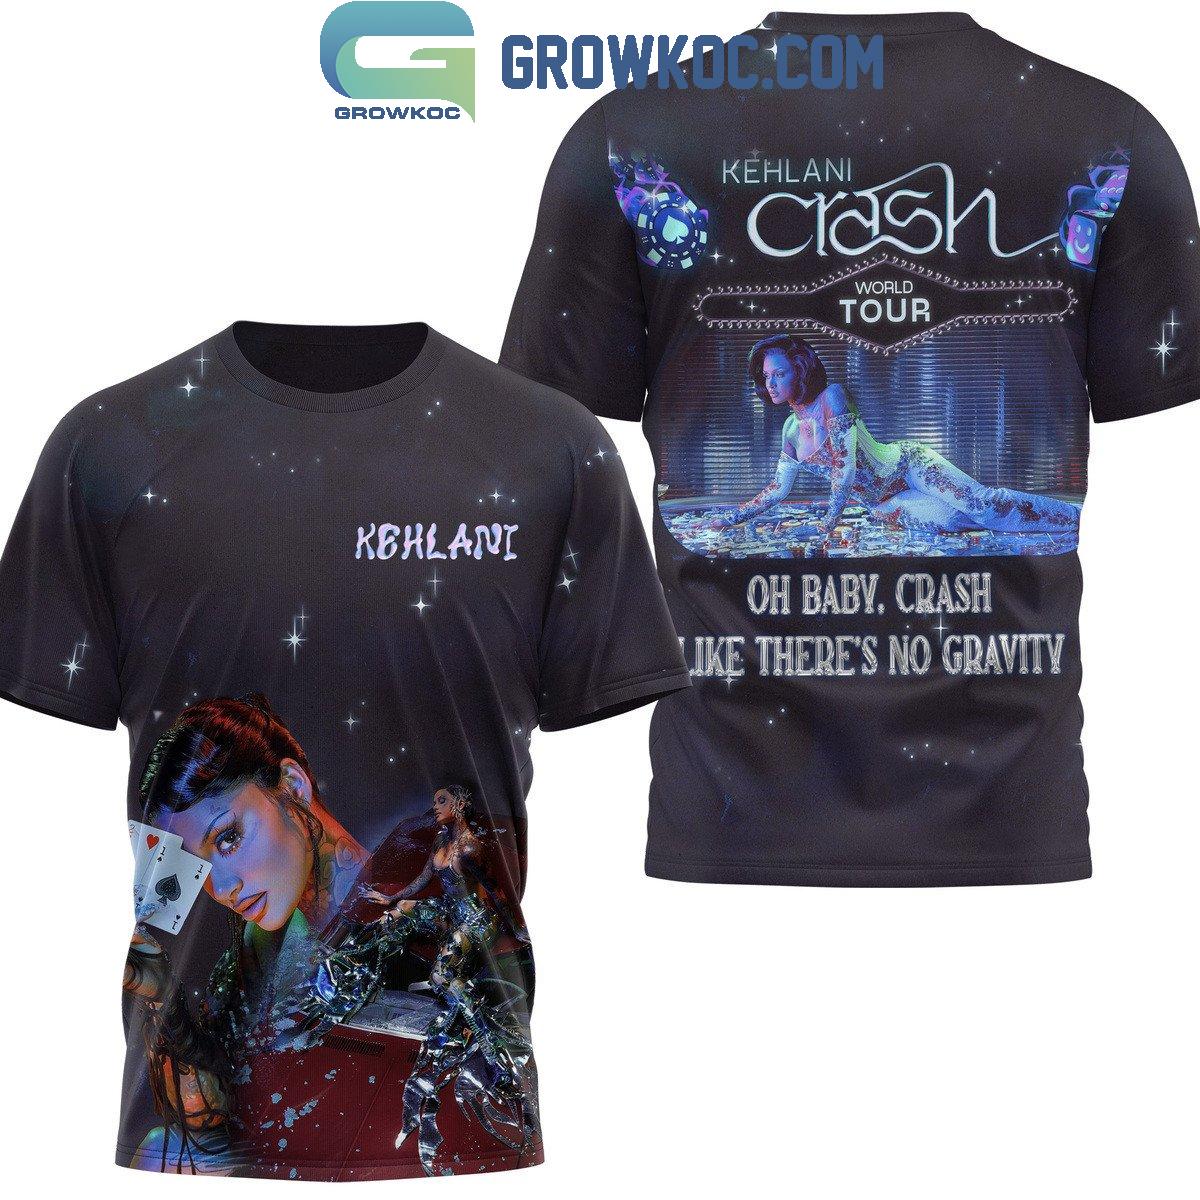 GROWKOC
GROWKOC.COM
KEHLANI
crash
WORLD
TOUR
OH BABY, CRASH
LIKE THERE'S NO GRAVITY
KEHLANI